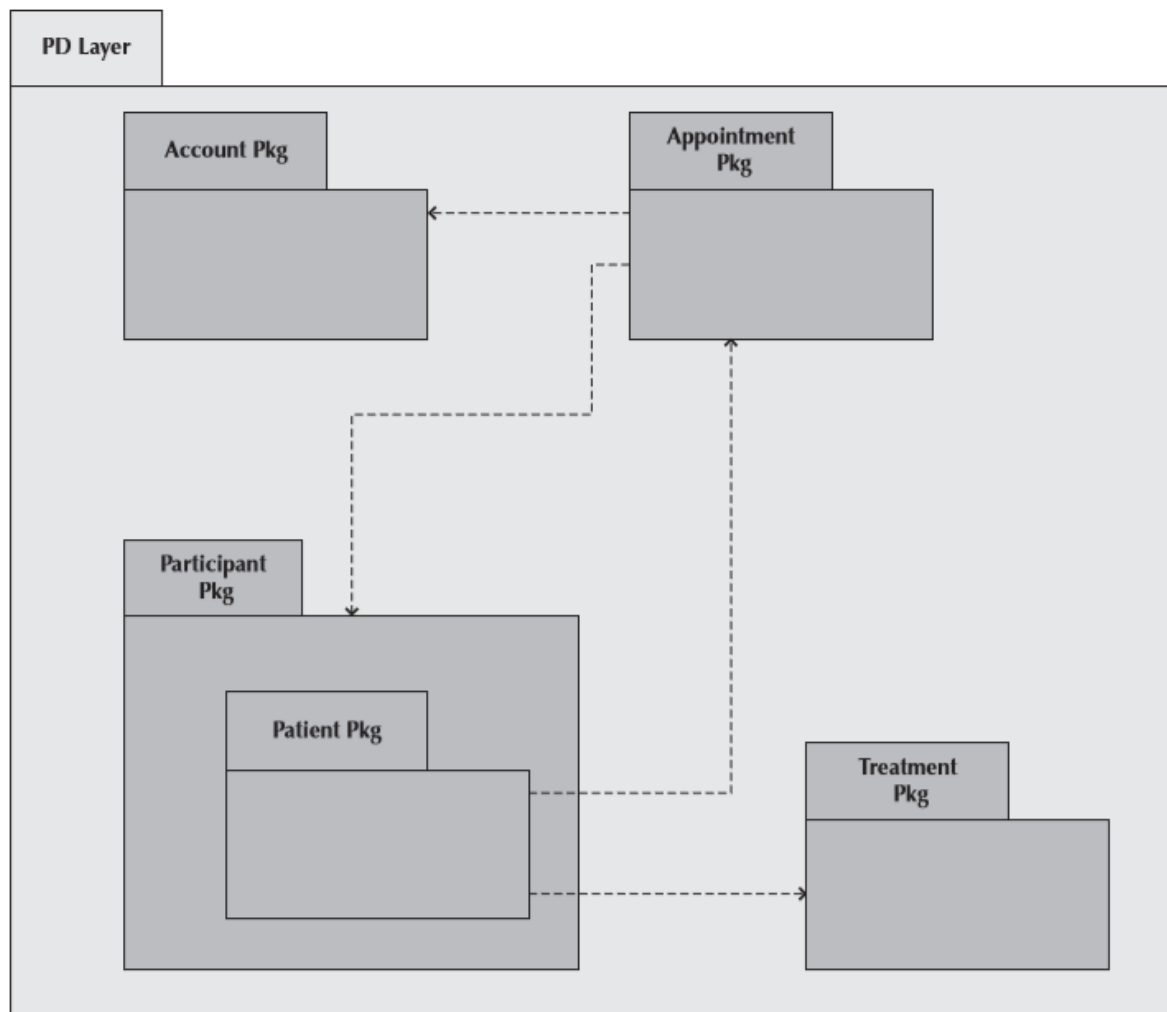 PD Layer
Account Pkg
Appointment
Pkg
Participant
Pkg
Patient Pkg
Treatment
Pkg